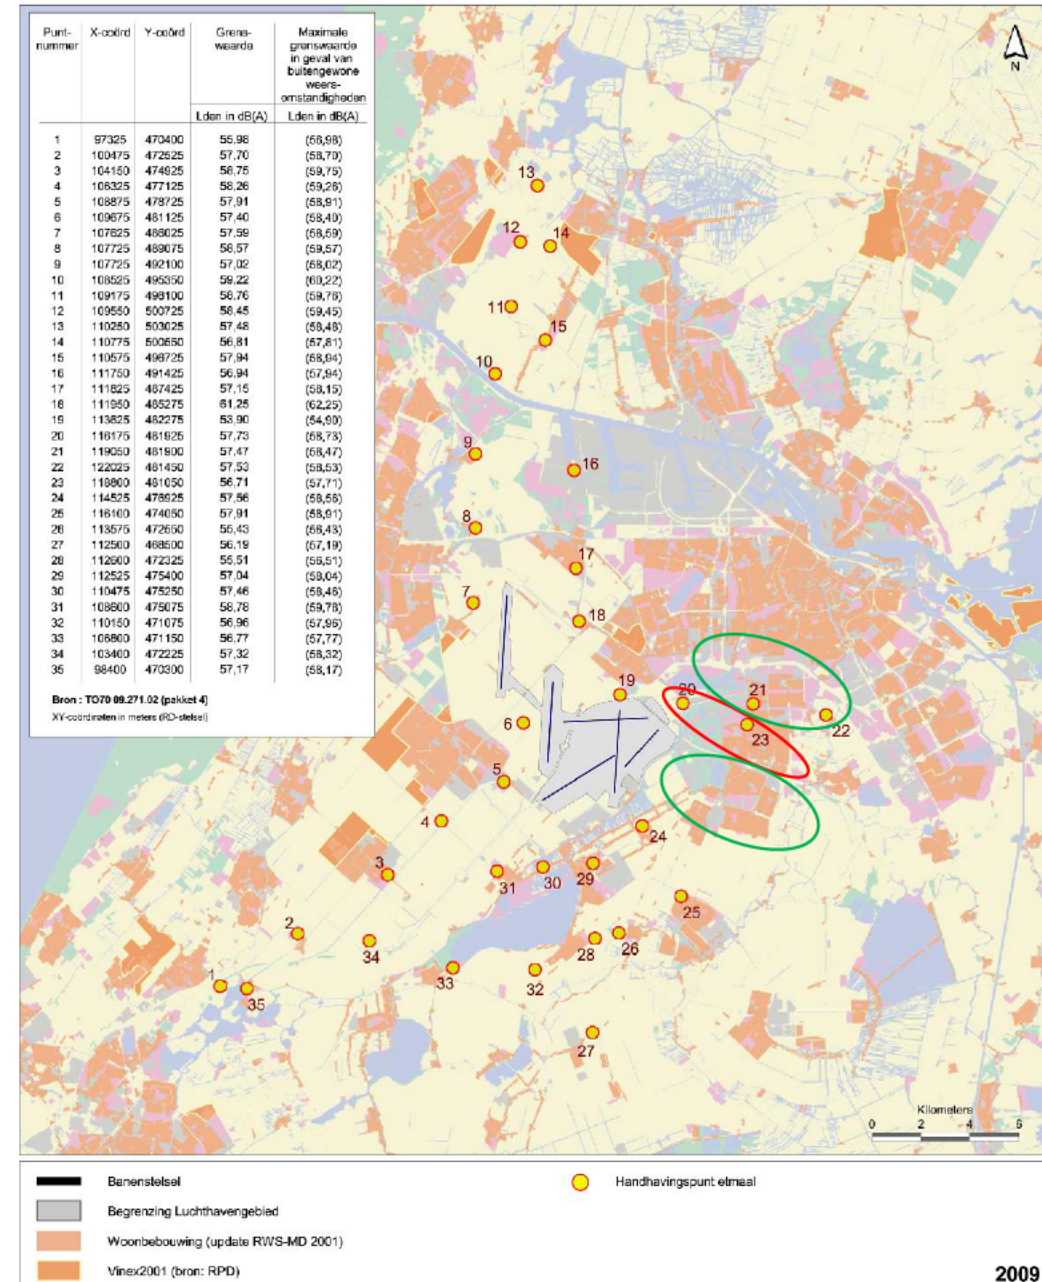 Punt- X-coörd Y-coörd Grens- Maximale
nummer waarde grenswaarde
in geval van
buitengewone
weers-
omstandigheden
Lden in dB(A) Lden in dB(A)
1 97325 470400 55,98 (56,98)
2 100475 472525 57,70 (58,70)
3 104150 474925 58,75 (59,75)
4 106325 477125 58,26 (59,26)
5 108875 478725 57,91 (58,91)
6 109675 481125 57,40 (58,40)
7 107625 486025 57,59 (58,59)
8 107725 489075 58,57 (59,57)
9 107725 492100 57,02 (58,02)
10 108525 495350 59,22 (60,22)
11 109175 498100 58,76 (59,76)
12 109550 500725 58,45 (59,45)
13 110250 503025 57,48 (58,48)
14 110775 500550 56,81 (57,81)
15 110575 496725 57,94 (58,94)
16 111750 491425 56,94 (57,94)
17 111825 487425 57,15 (58,15)
18 111950 485275 61,25 (62,25)
19 113625 482275 53,90 (54,90)
20 116175 481925 57,73 (58,73)
21 119050 481900 57,47 (58,47)
22 122025 481450 57,53 (58,53)
23 118800 481050 56,71 (57,71)
24 114525 476925 57,56 (58,56)
25 116100 474050 57,91 (58,91)
26 113575 472550 55,43 (56,43)
27 112500 468500 56,19 (57,19)
28 112600 472325 55,51 (56,51)
29 112525 475400 57,04 (58,04)
30 110475 475250 57,46 (58,46)
31 108600 475075 58,78 (59,78)
32 110150 471075 56,96 (57,96)
33 106800 471150 56,77 (57,77)
34 103400 472225 57,32 (58,32)
35 98400 470300 57,17 (58,17)
Bron : TO70 09.271.02 (pakket 4)
XY-coördinaten in meters (RD-stelsel)
N
13
12
14
11
15
10
9
16
8
17
7
18
19
20
21
6
22
23
5
4
24
3
31
30
29
25
2
34
28
26
33
32
1
35
27
Kilometers
0 2 4 6
Banenstelsel
Handhavingspunt etmaal
Begrenzing Luchthavengebied
Woonbebouwing (update RWS-MD 2001)
Vinex2001 (bron: RPD)
2009